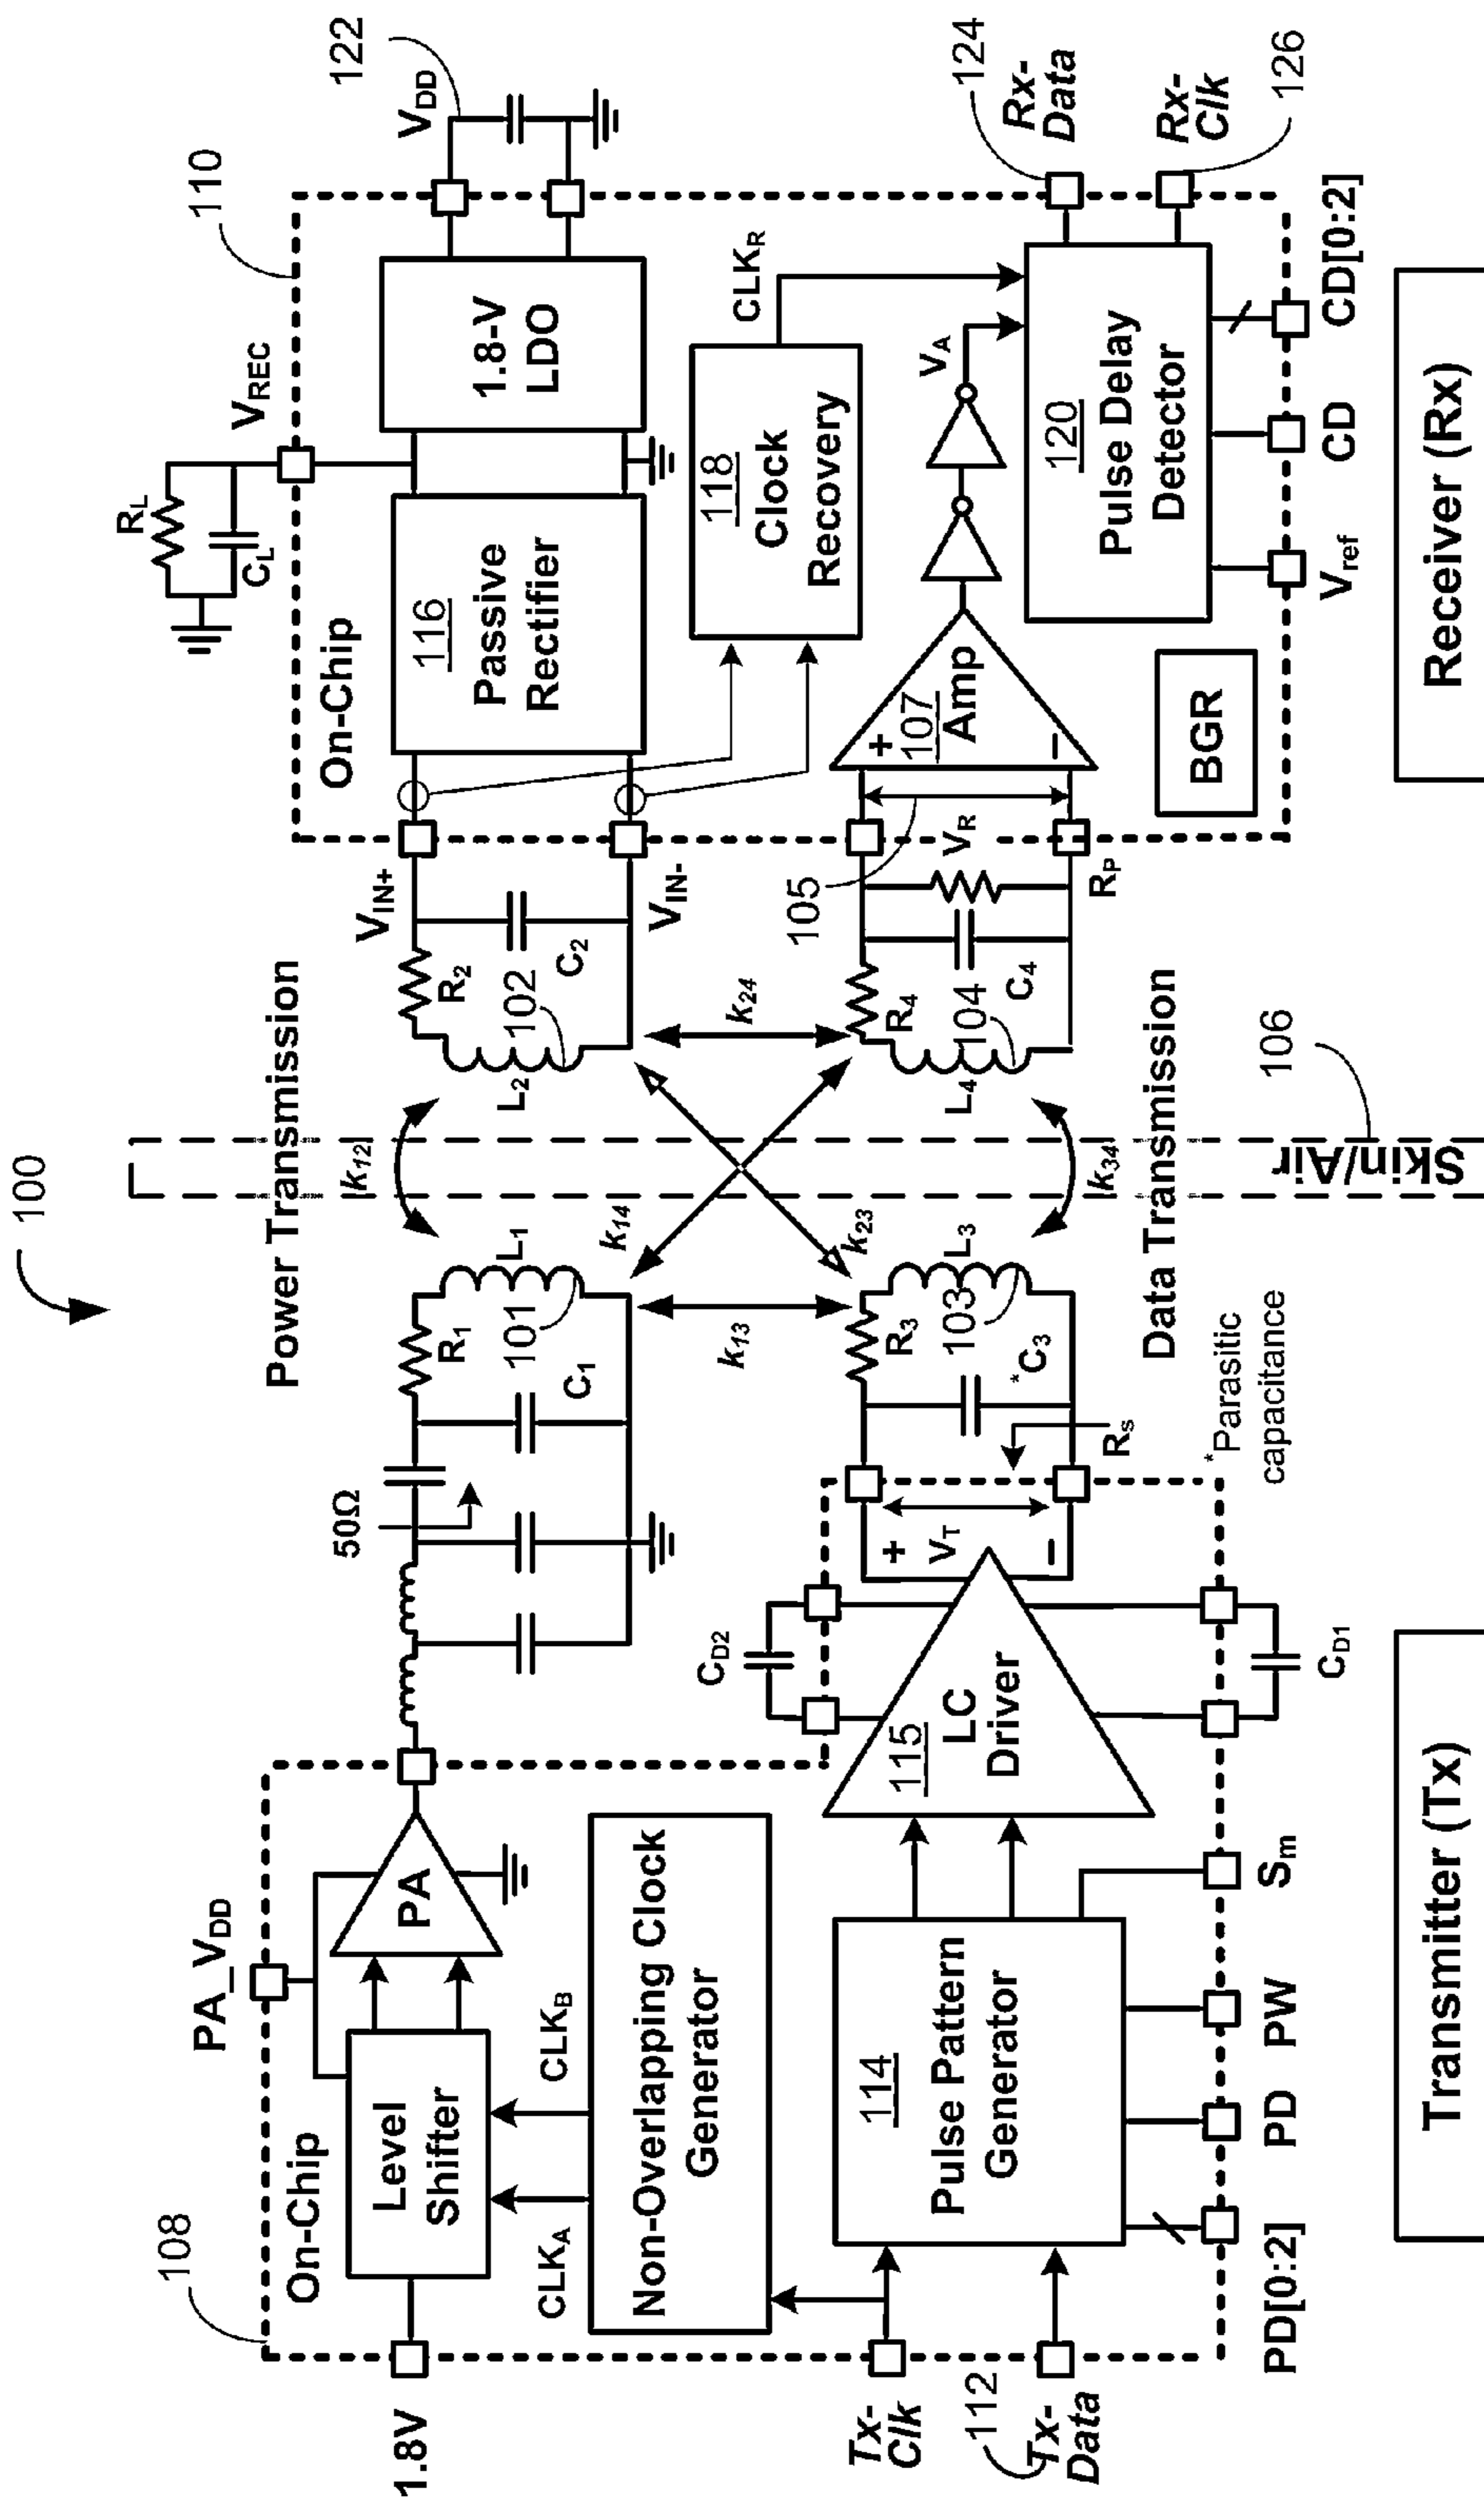 100
Power Transmission
108
PA_VDD
On-Chip
1.8V
Level
Shifter
PA
50Ω
R1
101
L1
C1
k12
k14
k13
k23
k24
CLKA
CLKB
Non-Overlapping Clock
Generator
Tx-
Clk
112
Tx-
Data
114
Pulse Pattern
Generator
PD[0:2]
PD
PW
Sm
115
LC
Driver
CD2
CD1
+
VT
−
Rs
R3
103
L3
*C3
*Parasitic
capacitance
Data Transmission
k34
Skin/Air
106
110
On-Chip
RL
CL
VREC
VIN+
R2
102
L2
C2
VIN-
116
Passive
Rectifier
1.8-V
LDO
VDD
122
118
Clock
Recovery
CLKR
105
R4
104
L4
C4
RP
VR
+
107
Amp
−
VA
120
Pulse Delay
Detector
BGR
Vref
CD
CD[0:2]
124
Rx-
Data
Rx-
Clk
126
Transmitter (Tx)
Receiver (Rx)